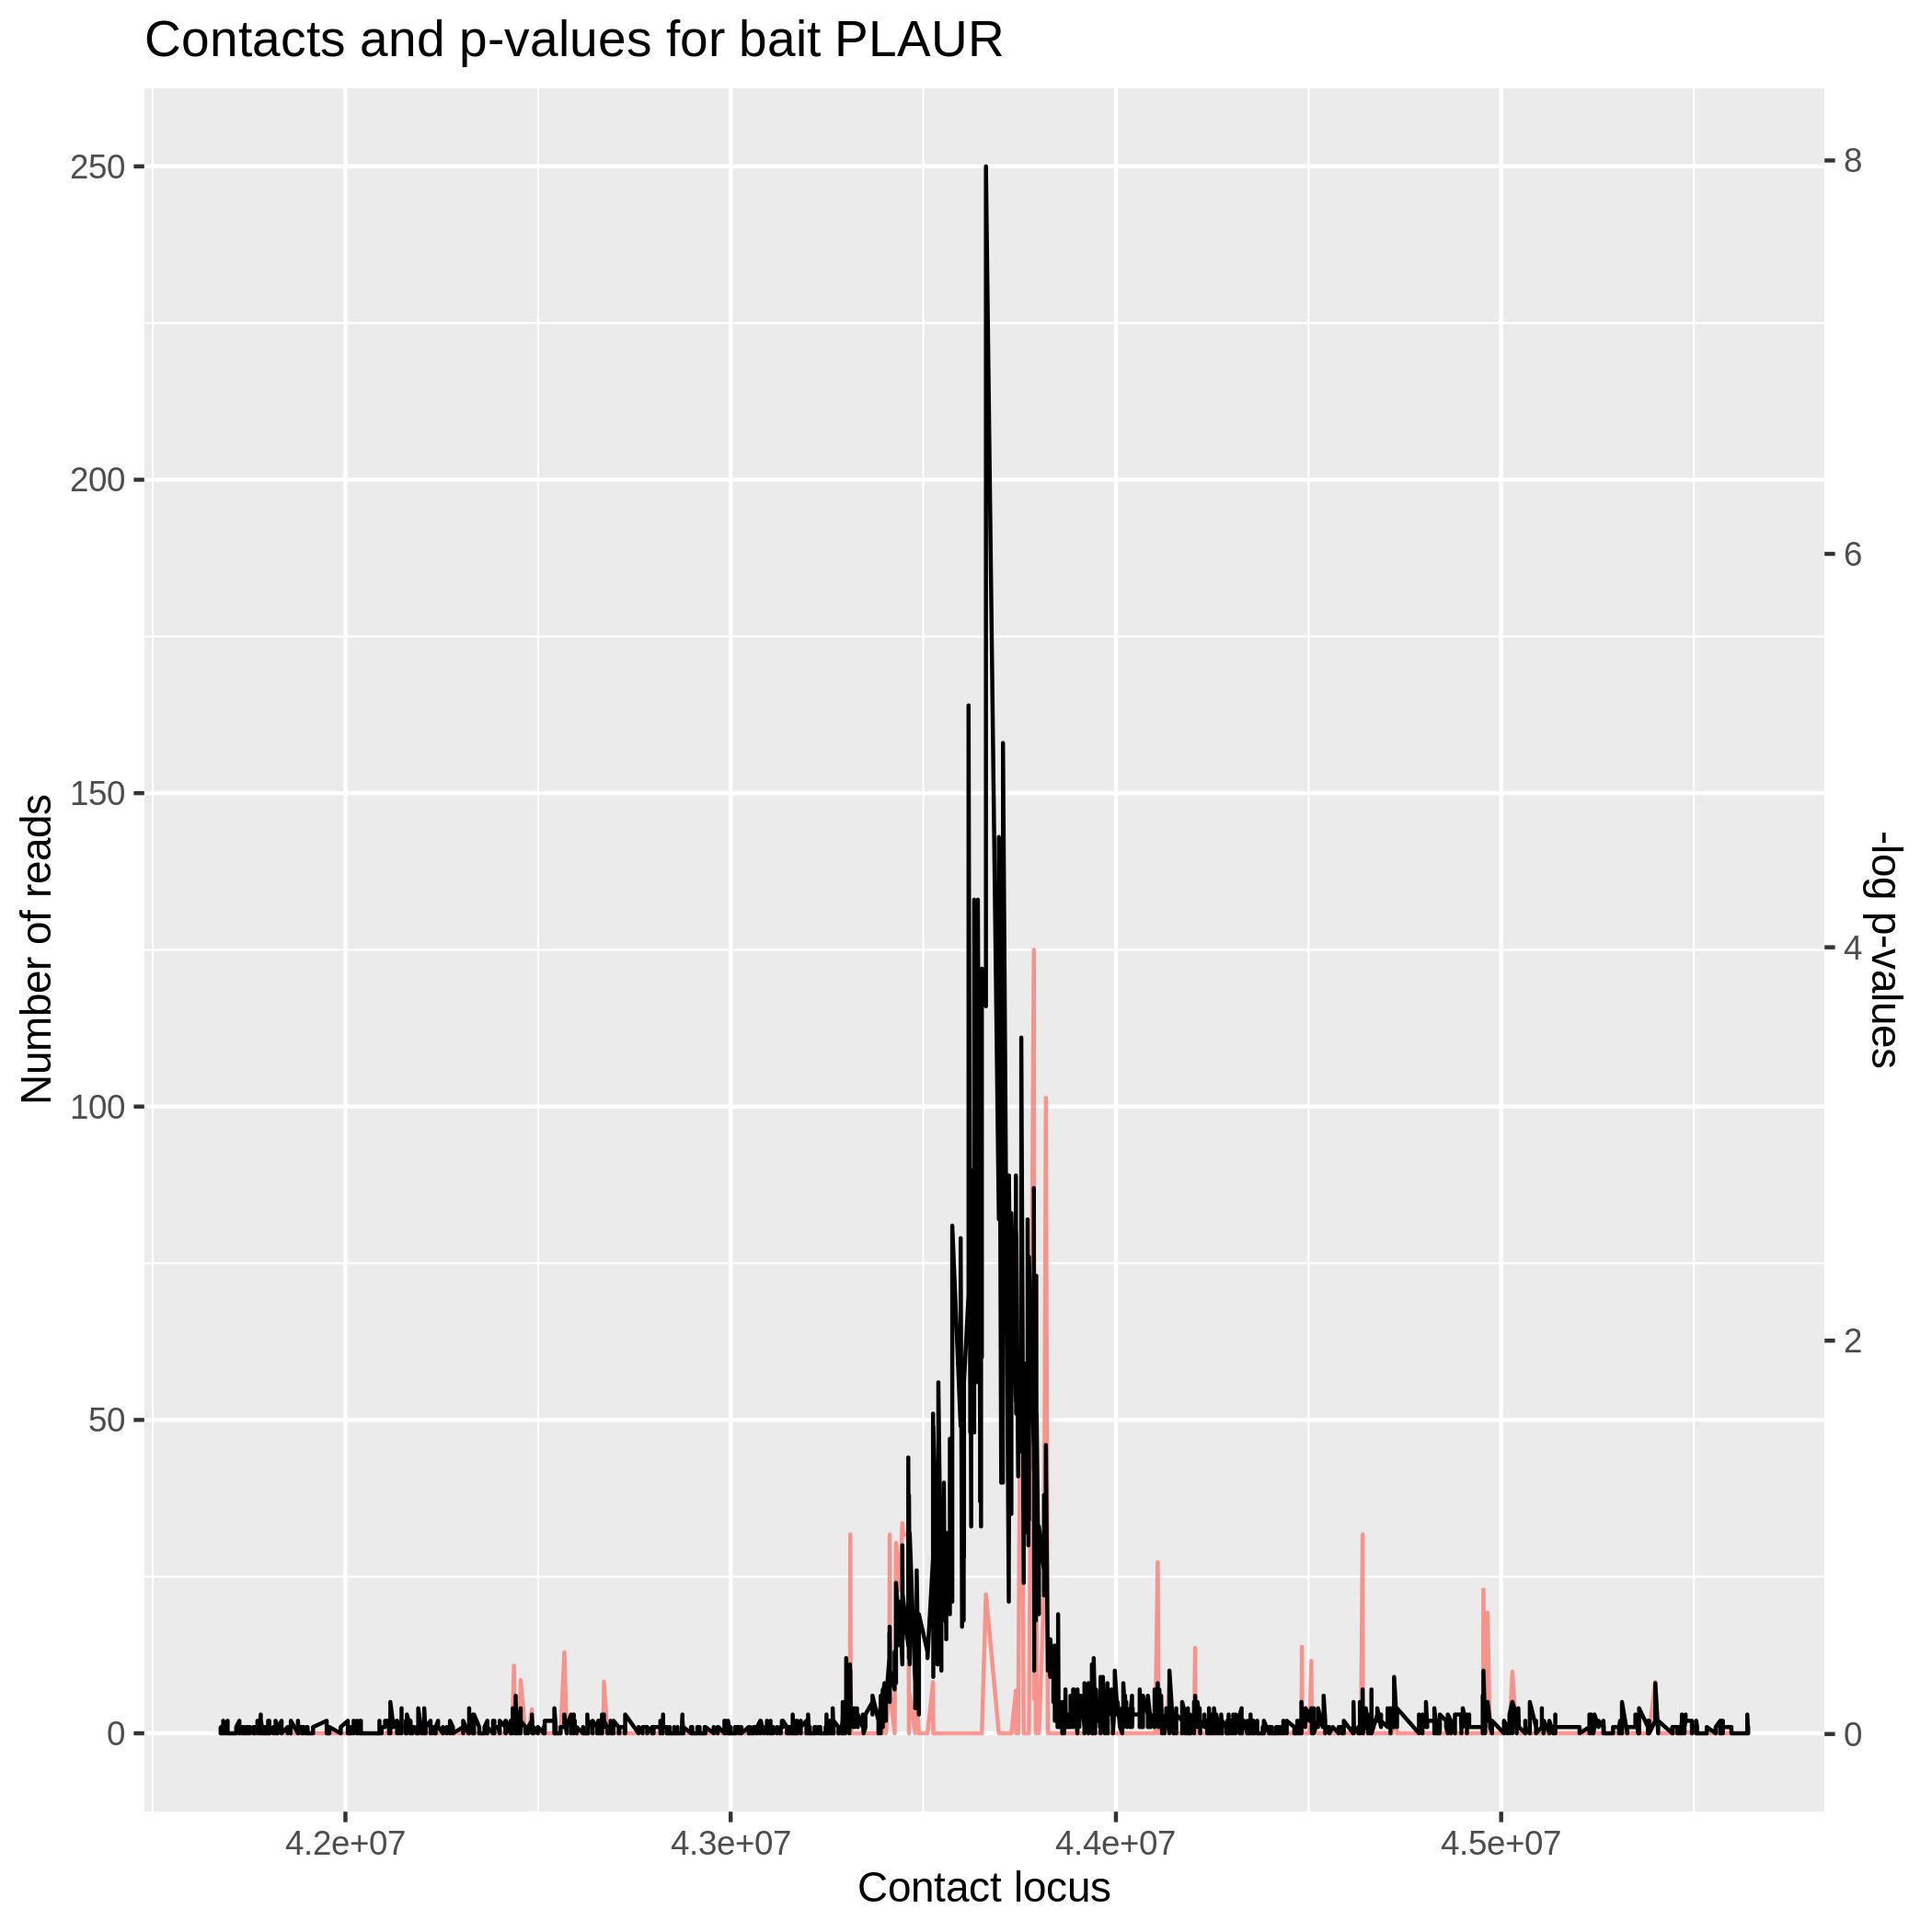 Contacts and p-values for bait PLAUR
250
200
150
100
50
0
Number of reads
8
6
4
2
0
-log p-values
4.2e+07
4.3e+07
4.4e+07
4.5e+07
Contact locus